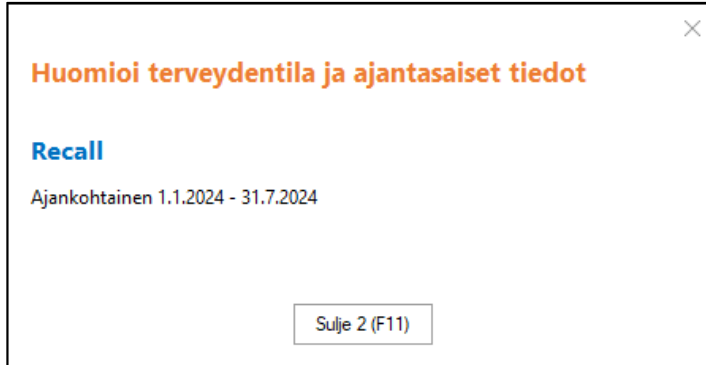 Huomioi terveydentila ja ajantasaiset tiedot
Recall
Ajankohtainen 1.1.2024 - 31.7.2024
Sulje 2 (F11)